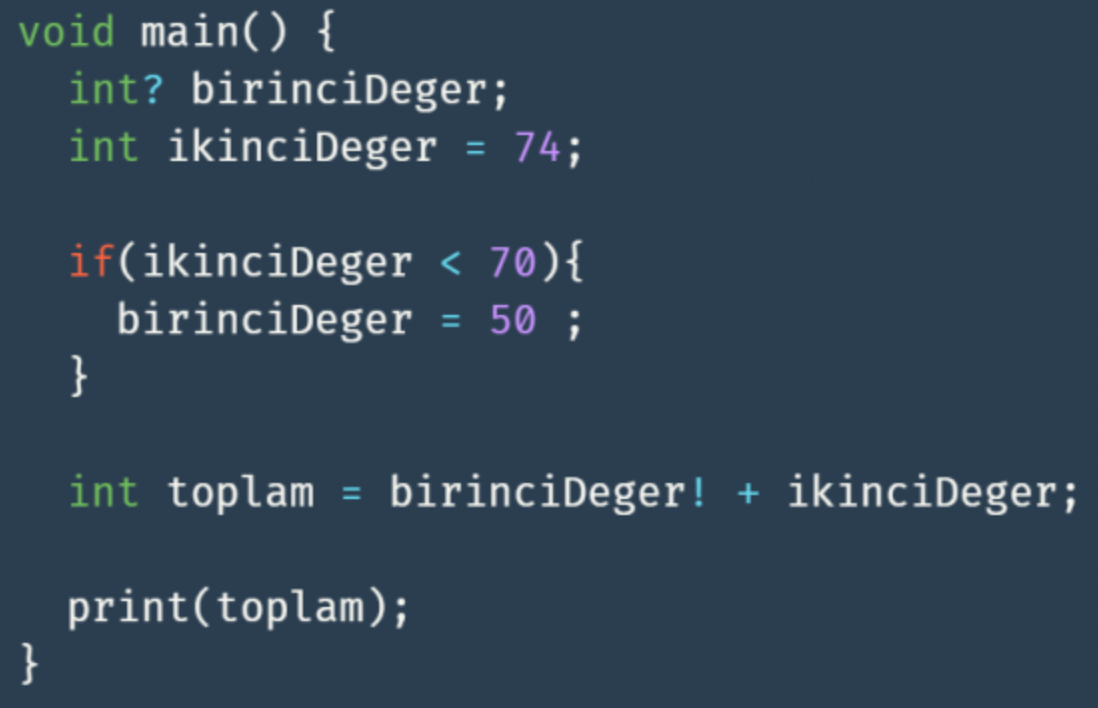 void main() {
int? birinciDeger;
int ikinciDeger = 74;
if(ikinciDeger < 70){
birinciDeger = 50 ;
}
int toplam = birinciDeger! + ikinciDeger;
print(toplam);
}